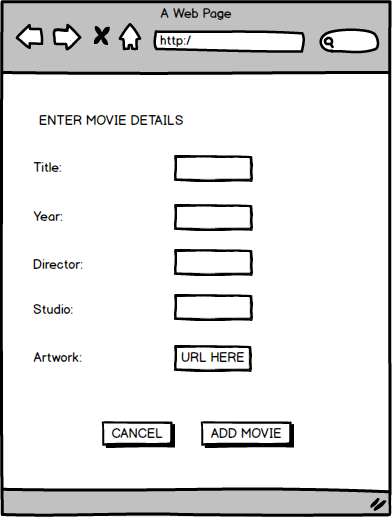 A Web Page
http:/
ENTER MOVIE DETAILS
Title:
Year:
Director:
Studio:
Artwork: URL HERE
CANCEL ADD MOVIE